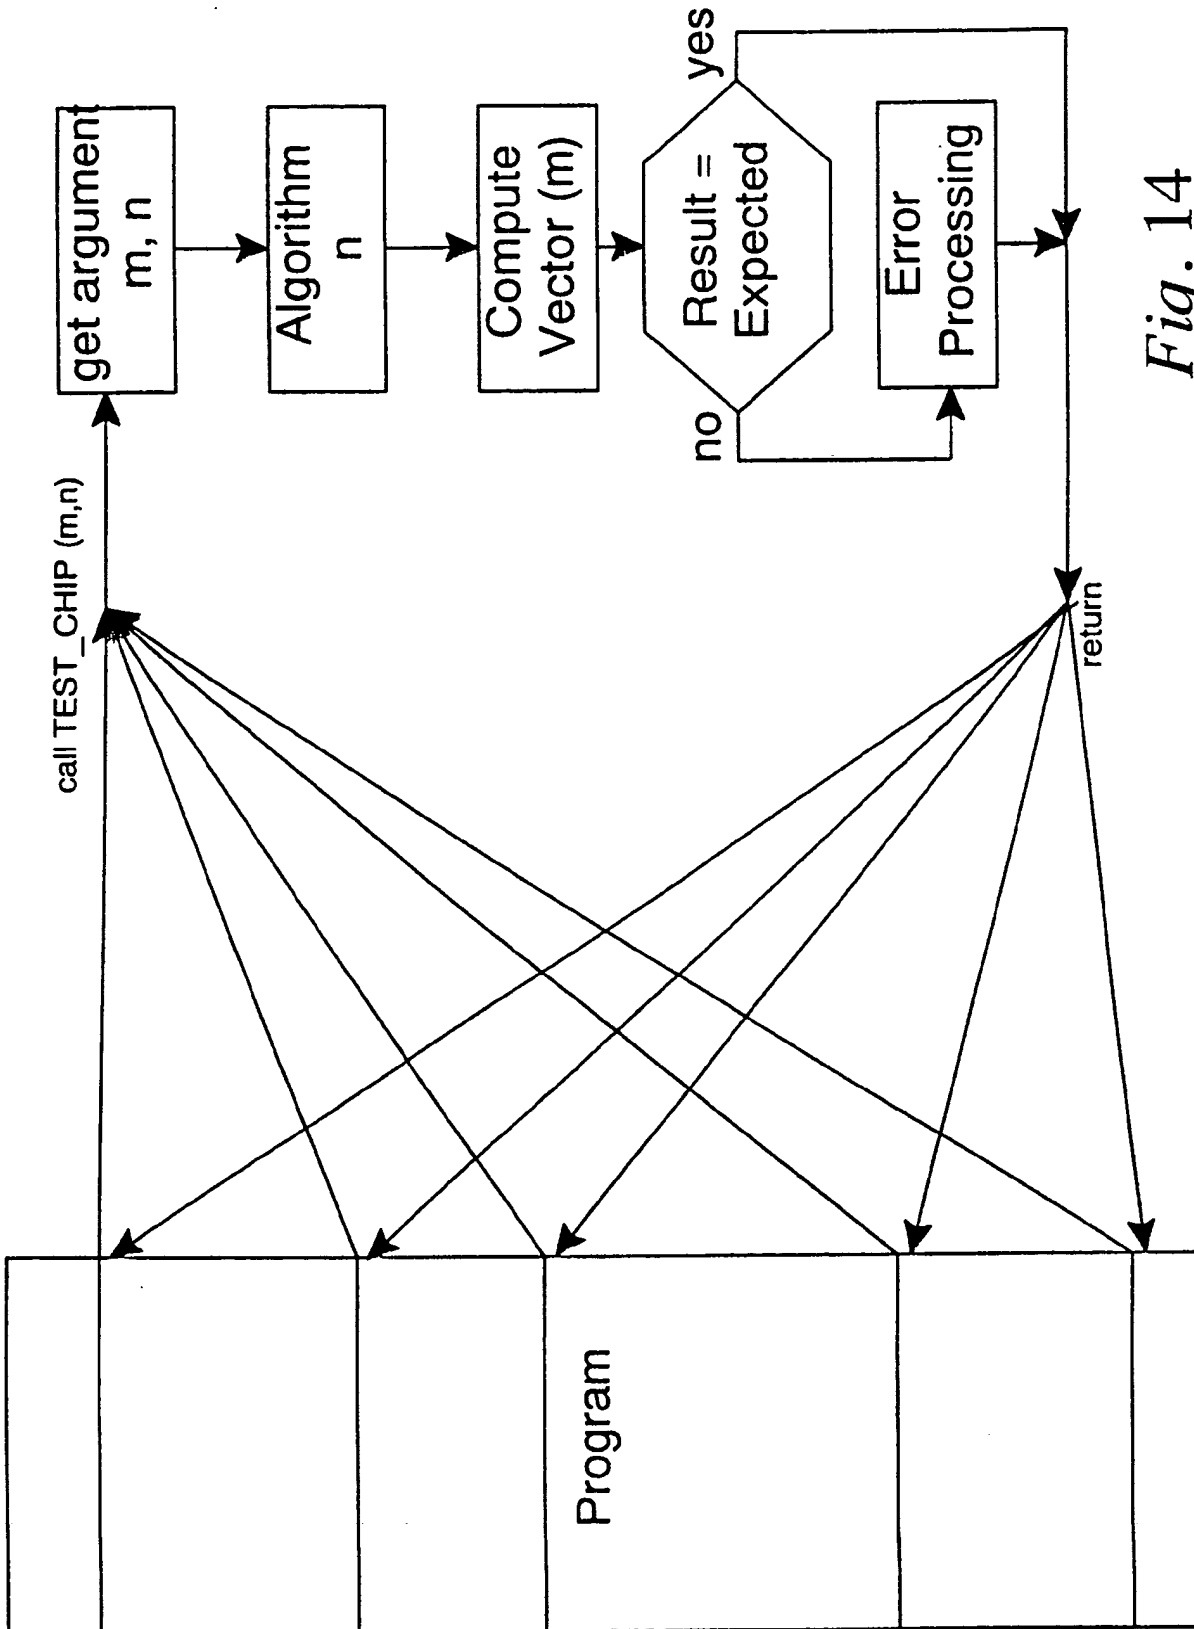 call TEST_CHIP (m,n)
get argument
m, n
Algorithm
n
Compute
Vector (m)
Result =
Expected
no
yes
Error
Processing
return
Program
Fig. 14